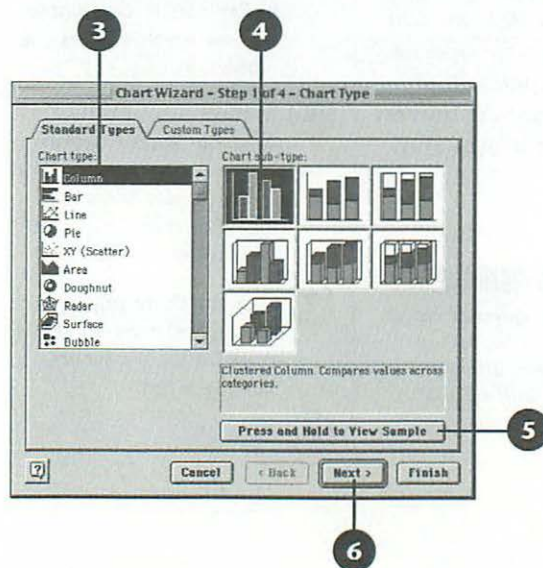 3
4
Chart Wizard – Step 1 of 4 – Chart Type
Standard Types
Custom Types
Chart type:
Column
Bar
Line
Pie
XY (Scatter)
Area
Doughnut
Radar
Surface
Bubble
Chart sub-type:
Clustered Column. Compares values across
categories.
Press and Hold to View Sample
5
?
Cancel
< Back
Next >
Finish
6